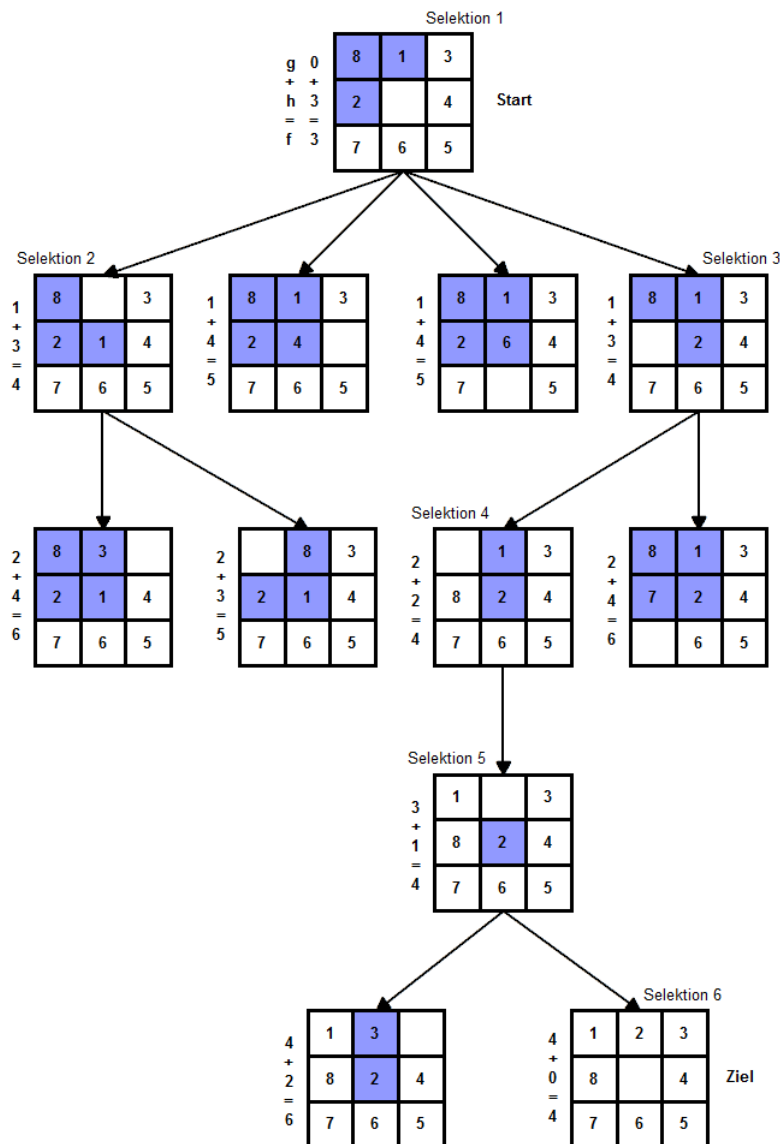 Selektion 1
g + h = f
0 + 3 = 3
8 1 3
2 4
7 6 5
Start
Selektion 2
1 + 3 = 4
8 3
2 1 4
7 6 5
1 + 4 = 5
8 1 3
2 4
7 6 5
1 + 4 = 5
8 1 3
2 6 4
7 5
Selektion 3
1 + 3 = 4
8 1 3
2 4
7 6 5
2 + 4 = 6
8 3
2 1 4
7 6 5
2 + 3 = 5
8 3
2 1 4
7 6 5
Selektion 4
2 + 2 = 4
1 3
8 2 4
7 6 5
2 + 4 = 6
8 1 3
7 2 4
6 5
Selektion 5
3 + 1 = 4
1 3
8 2 4
7 6 5
4 + 2 = 6
1 3
8 2 4
7 6 5
Selektion 6
4 + 0 = 4
1 2 3
8 4
7 6 5
Ziel